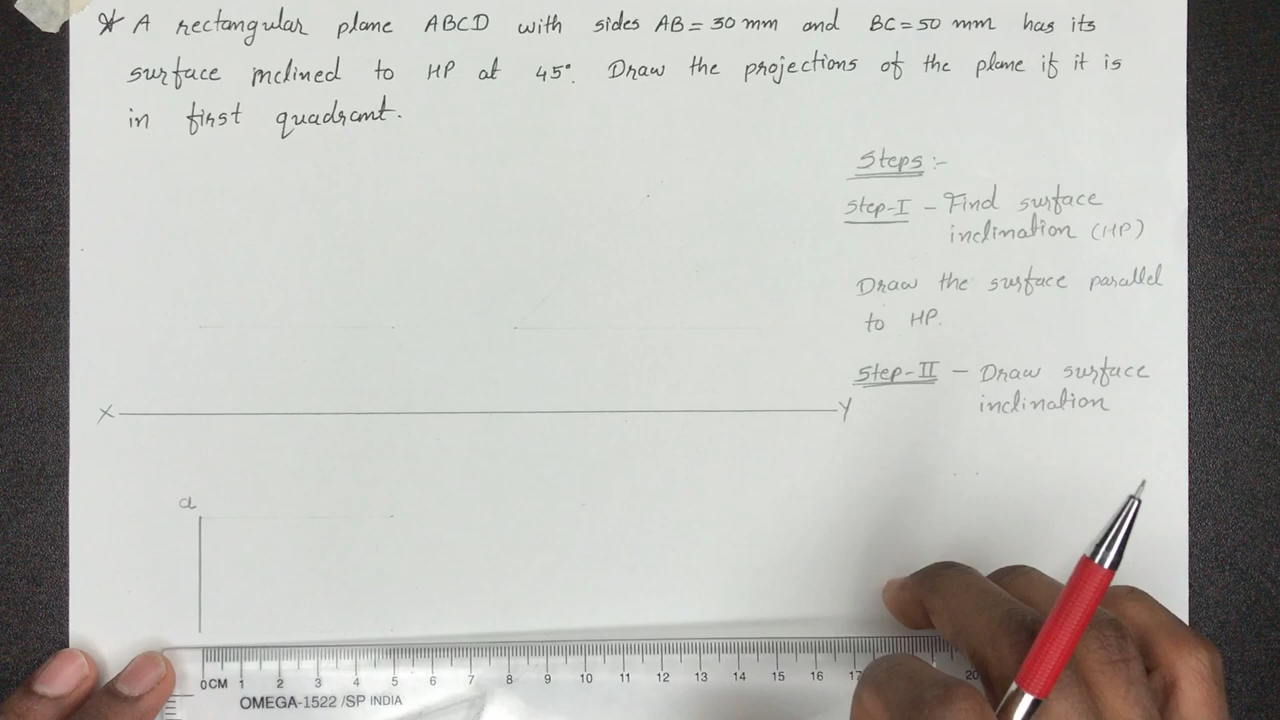 * A rectangular plane ABCD with sides AB = 30 mm and BC = 50 mm has its
surface inclined to HP at 45°. Draw the projections of the plane if it is
in first quadrant.
Steps :-
Step-I - Find surface
inclination (HP)
Draw the surface parallel
to HP.
Step-II - Draw surface
inclination
X Y
a
0CM 1 2 3 4 5 6 7 8 9 10 11 12 13 14 15 16 17 20
OMEGA-1522 /SP INDIA